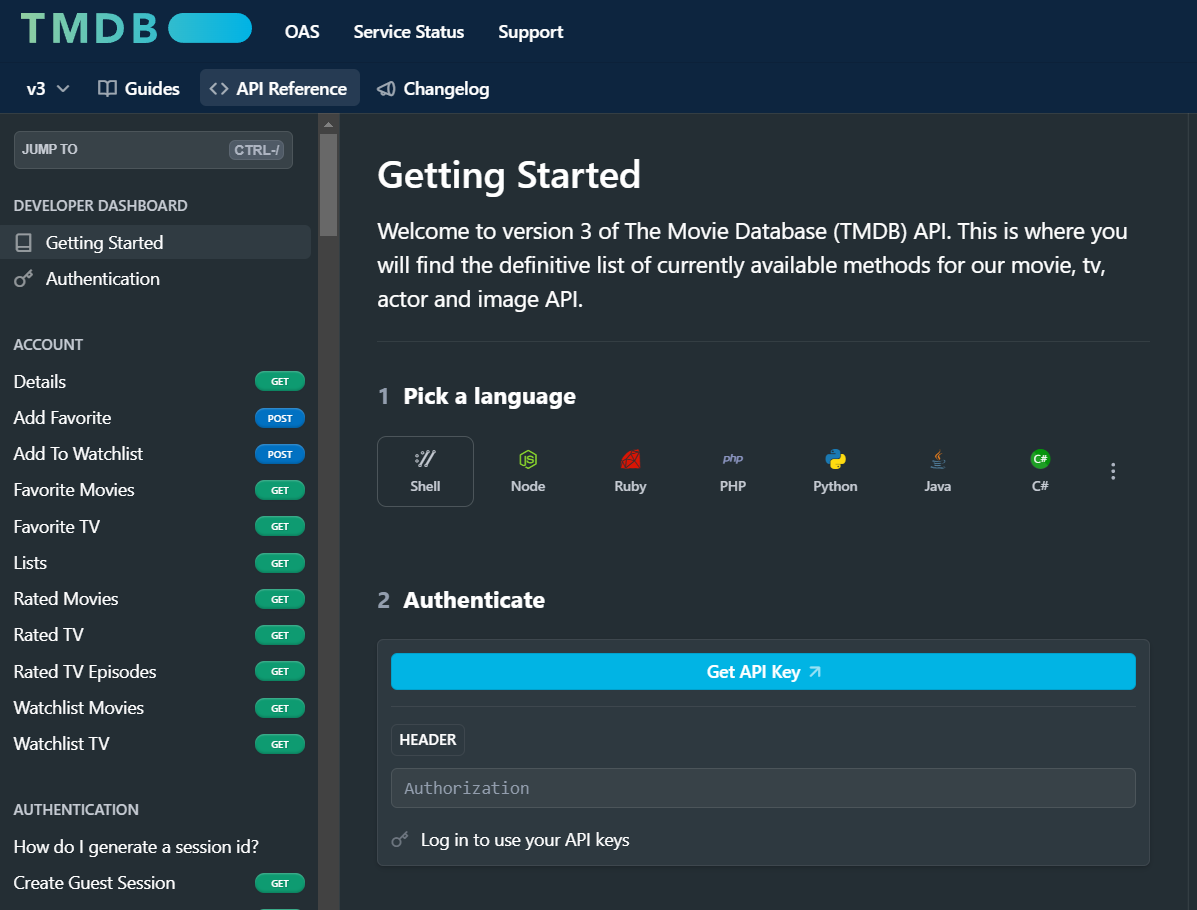 TMDB
OAS
Service Status
Support
v3
Guides
<> API Reference
Changelog
JUMP TO
CTRL-/
DEVELOPER DASHBOARD
Getting Started
Authentication
ACCOUNT
Details GET
Add Favorite POST
Add To Watchlist POST
Favorite Movies GET
Favorite TV GET
Lists GET
Rated Movies GET
Rated TV GET
Rated TV Episodes GET
Watchlist Movies GET
Watchlist TV GET
AUTHENTICATION
How do I generate a session id?
Create Guest Session GET
Getting Started
Welcome to version 3 of The Movie Database (TMDB) API. This is where you
will find the definitive list of currently available methods for our movie, tv,
actor and image API.
1 Pick a language
Shell
JS
Node
Ruby
php
PHP
Python
Java
C#
C#
2 Authenticate
Get API Key
HEADER
Authorization
Log in to use your API keys